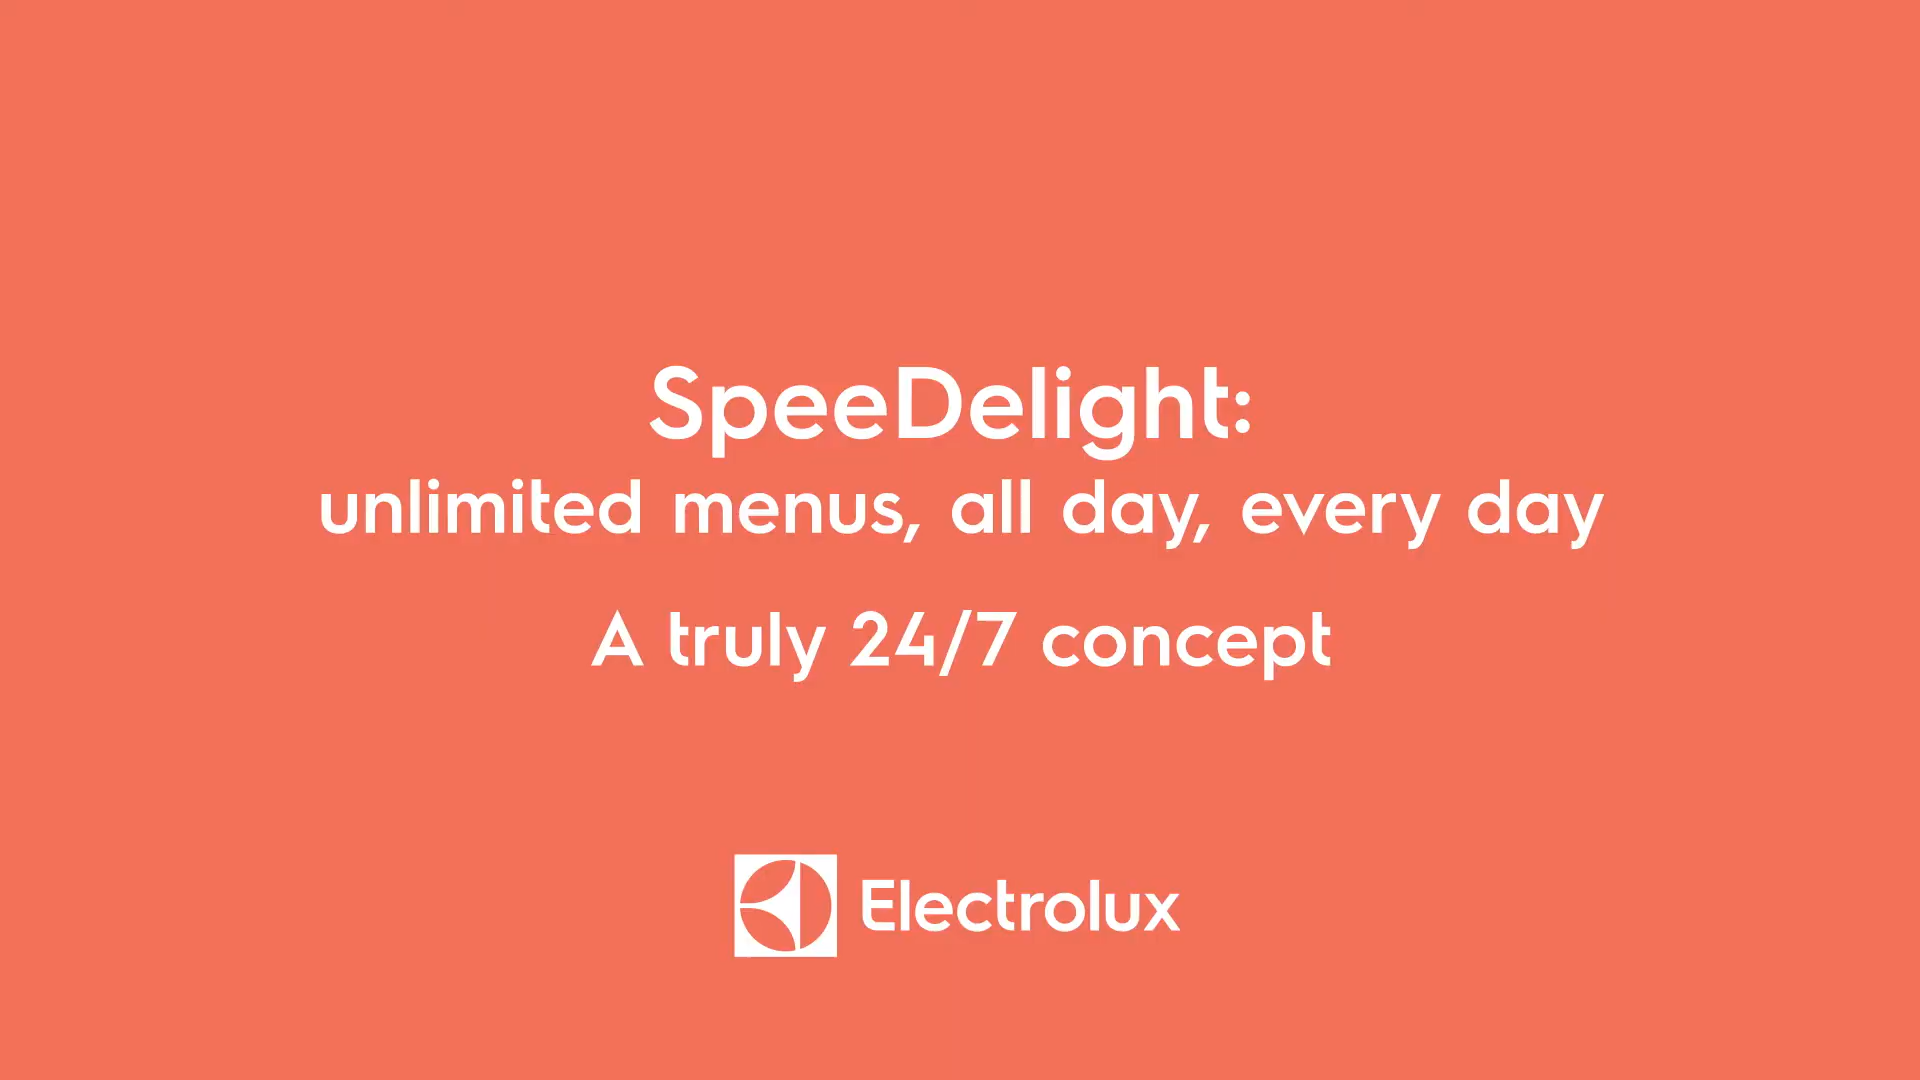 SpeeDelight:
unlimited menus, all day, every day
A truly 24/7 concept
Electrolux